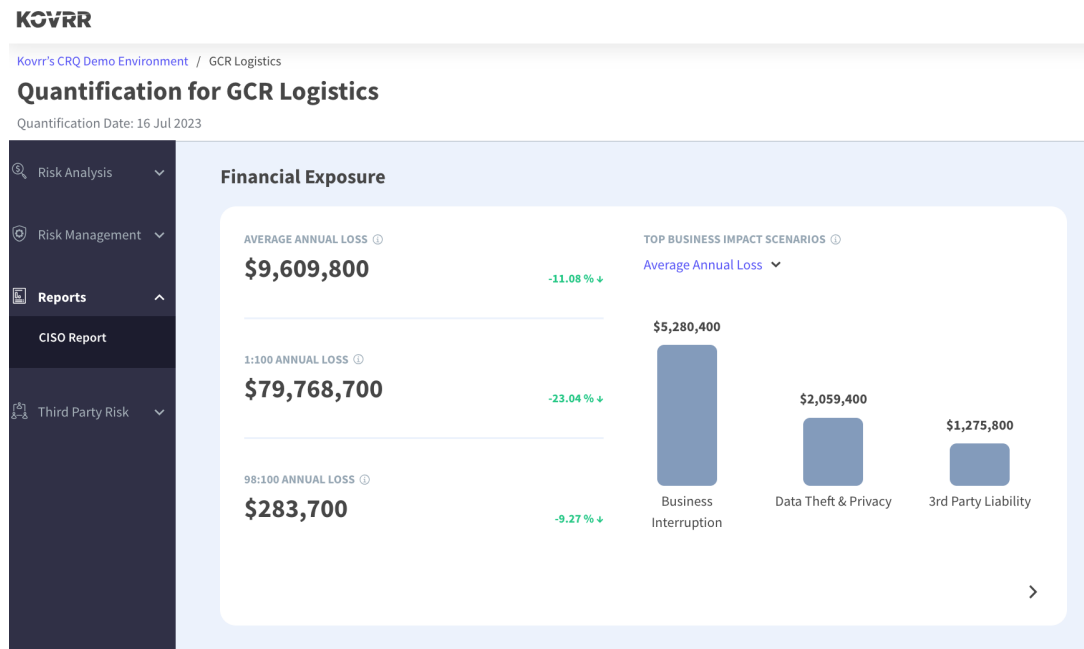 KOVRR
Kovrr's CRQ Demo Environment / GCR Logistics
Quantification for GCR Logistics
Quantification Date: 16 Jul 2023
Risk Analysis
Risk Management
Reports
CISO Report
Third Party Risk
Financial Exposure
AVERAGE ANNUAL LOSS
$9,609,800
-11.08 %
1:100 ANNUAL LOSS
$79,768,700
-23.04 %
98:100 ANNUAL LOSS
$283,700
-9.27 %
TOP BUSINESS IMPACT SCENARIOS
Average Annual Loss
$5,280,400
Business
Interruption
$2,059,400
Data Theft & Privacy
$1,275,800
3rd Party Liability